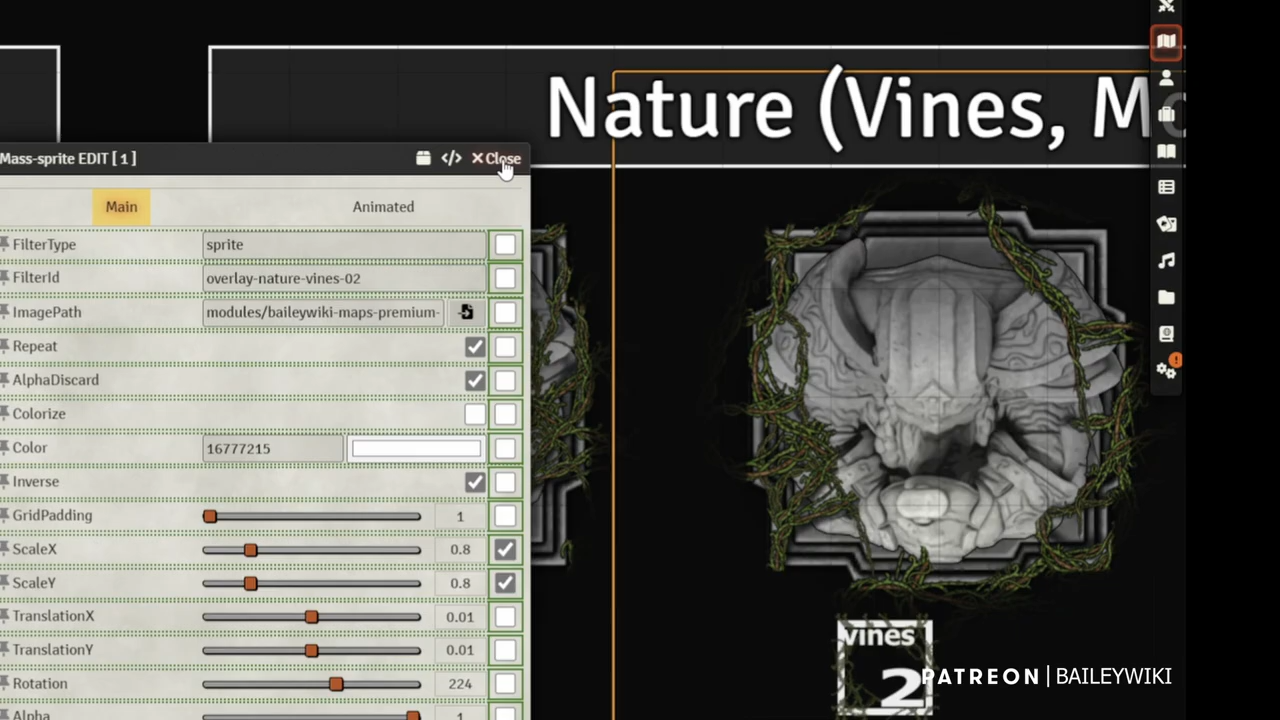 Nature (Vines, M
Mass-sprite EDIT [ 1 ]
</>
Close
Main
Animated
FilterType
sprite
FilterId
overlay-nature-vines-02
ImagePath
modules/baileywiki-maps-premium-
Repeat
AlphaDiscard
Colorize
Color
16777215
Inverse
GridPadding
1
ScaleX
0.8
ScaleY
0.8
TranslationX
0.01
TranslationY
0.01
Rotation
224
Alpha
1
vines
2
PATREON | BAILEYWIKI